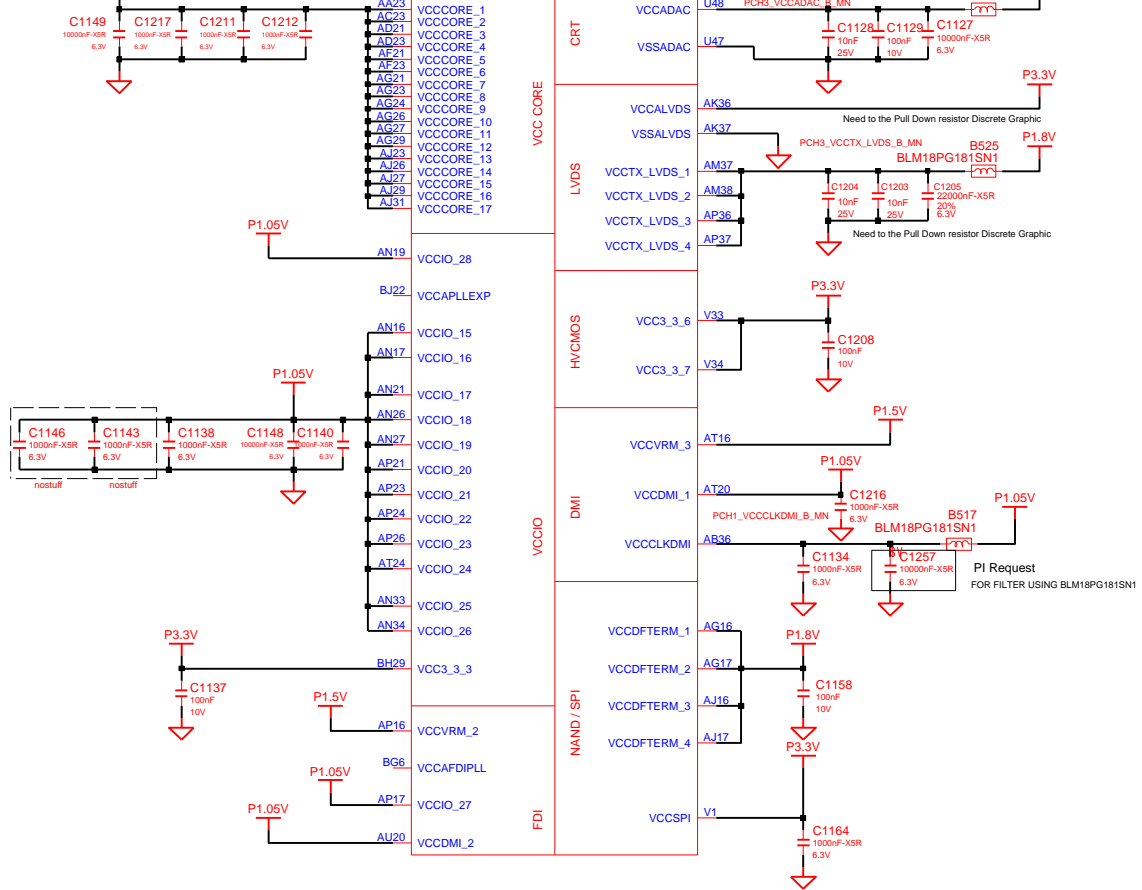 AA23 VCCCORE_1
AC23 VCCCORE_2
AD21 VCCCORE_3
AD23 VCCCORE_4
AF21 VCCCORE_5
AF23 VCCCORE_6
AG21 VCCCORE_7
AG23 VCCCORE_8
AG24 VCCCORE_9
AG26 VCCCORE_10
AG27 VCCCORE_11
AG29 VCCCORE_12
AJ23 VCCCORE_13
AJ26 VCCCORE_14
AJ27 VCCCORE_15
AJ29 VCCCORE_16
AJ31 VCCCORE_17
C1149 C1217 C1211 C1212
10000nF-X5R 1000nF-X5R 1000nF-X5R 1000nF-X5R
6.3V 6.3V 6.3V 6.3V
VCC CORE
P1.05V
AN19 VCCIO_28
BJ22 VCCAPLLEXP
AN16 VCCIO_15
AN17 VCCIO_16
AN21 VCCIO_17
AN26 VCCIO_18
AN27 VCCIO_19
AP21 VCCIO_20
AP23 VCCIO_21
AP24 VCCIO_22
AP26 VCCIO_23
AT24 VCCIO_24
AN33 VCCIO_25
AN34 VCCIO_26
P1.05V
C1146 C1143 C1138 C1148 C1140
1000nF-X5R 1000nF-X5R 1000nF-X5R 10000nF-X5R 1000nF-X5R
6.3V 6.3V 6.3V 6.3V 6.3V
nostuff nostuff
VCCIO
P3.3V
BH29 VCC3_3_3
C1137
100nF
10V
P1.5V
AP16 VCCVRM_2
BG6 VCCAFDIPLL
P1.05V
AP17 VCCIO_27
P1.05V
AU20 VCCDMI_2
FDI
CRT
VCCADAC U48
PCH3_VCCADAC_B_MN
VSSADAC U47
C1128 C1129 C1127
10nF 10nF 10000nF-X5R
25V 10V 6.3V
LVDS
P3.3V
VCCALVDS AK36
Need to the Pull Down resistor Discrete Graphic
VSSALVDS AK37
PCH3_VCCTX_LVDS_B_MN
B525
BLM18PG181SN1
P1.8V
VCCTX_LVDS_1 AM37
VCCTX_LVDS_2 AM38
VCCTX_LVDS_3 AP36
VCCTX_LVDS_4 AP37
C1204 C1203 C1205
10nF 10nF 22000nF-X5R
20%
25V 25V 6.3V
Need to the Pull Down resistor Discrete Graphic
HVCMOS
P3.3V
VCC3_3_6 V33
VCC3_3_7 V34
C1208
100nF
10V
DMI
P1.5V
VCCVRM_3 AT16
P1.05V
VCCDMI_1 AT20
C1216
1000nF-X5R
6.3V
PCH1_VCCCLKDMI_B_MN
B517
BLM18PG181SN1
P1.05V
VCCCLKDMI AB36
C1134
1000nF-X5R
6.3V
C1257
10000nF-X5R
6.3V
PI Request
FOR FILTER USING BLM18PG181SN1
NAND / SPI
VCCDFTERM_1 AG16
VCCDFTERM_2 AG17
VCCDFTERM_3 AJ16
VCCDFTERM_4 AJ17
P1.8V
C1158
100nF
10V
P3.3V
VCCSPI V1
C1164
1000nF-X5R
6.3V